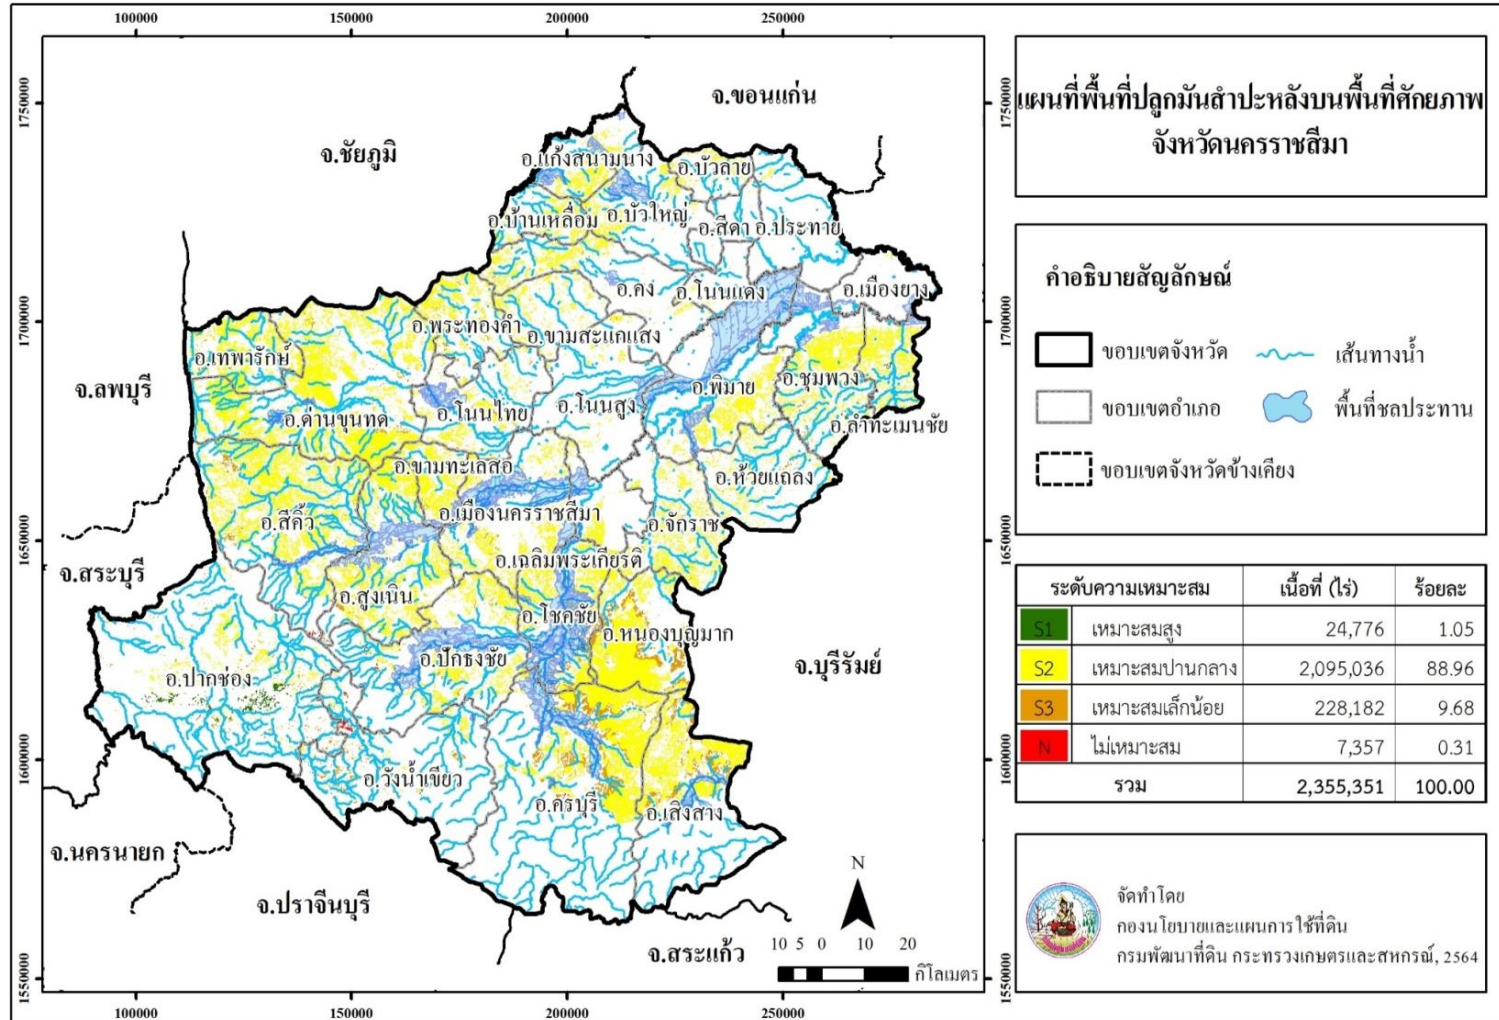 100000 150000 200000 250000
1750000
1700000
1650000
1600000
1550000
จ.ขอนแก่น
จ.ชัยภูมิ
อ.แก้งสนามนาง
อ.บัวลาย
อ.บ้านเหลื่อม
อ.บัวใหญ่
อ.สีดา
อ.ประทาย
อ.คง
อ.โนนแดง
อ.เมืองยาง
อ.พระทองคำ
อ.ขามสะแกแสง
อ.เทพารักษ์
จ.ลพบุรี
อ.พิมาย
อ.ชุมพวง
อ.โนนไทย
อ.โนนสูง
อ.ด่านขุนทด
อ.ลำทะเมนชัย
อ.ขามทะเลสอ
อ.ห้วยแถลง
อ.สีคิ้ว
อ.เมืองนครราชสีมา
อ.จักราช
อ.เฉลิมพระเกียรติ
จ.สระบุรี
อ.สูงเนิน
อ.โชคชัย
อ.หนองบุญมาก
อ.ปักธงชัย
จ.บุรีรัมย์
อ.ปากช่อง
อ.วังน้ำเขียว
อ.ครบุรี
อ.เสิงสาง
จ.นครนายก
จ.ปราจีนบุรี
จ.สระแก้ว
N
10 5 0 10 20
กิโลเมตร
1750000
1700000
1650000
1600000
1550000
100000 150000 200000 250000
แผนที่พื้นที่ปลูกมันสำปะหลังบนพื้นที่ศักยภาพ
จังหวัดนครราชสีมา
คำอธิบายสัญลักษณ์
ขอบเขตจังหวัด เส้นทางน้ำ
ขอบเขตอำเภอ พื้นที่ชลประทาน
ขอบเขตจังหวัดข้างเคียง
ระดับความเหมาะสม เนื้อที่ (ไร่) ร้อยละ
S1 เหมาะสมสูง 24,776 1.05
S2 เหมาะสมปานกลาง 2,095,036 88.96
S3 เหมาะสมเล็กน้อย 228,182 9.68
N ไม่เหมาะสม 7,357 0.31
รวม 2,355,351 100.00
จัดทำโดย
กองนโยบายและแผนการใช้ที่ดิน
กรมพัฒนาที่ดิน กระทรวงเกษตรและสหกรณ์, 2564